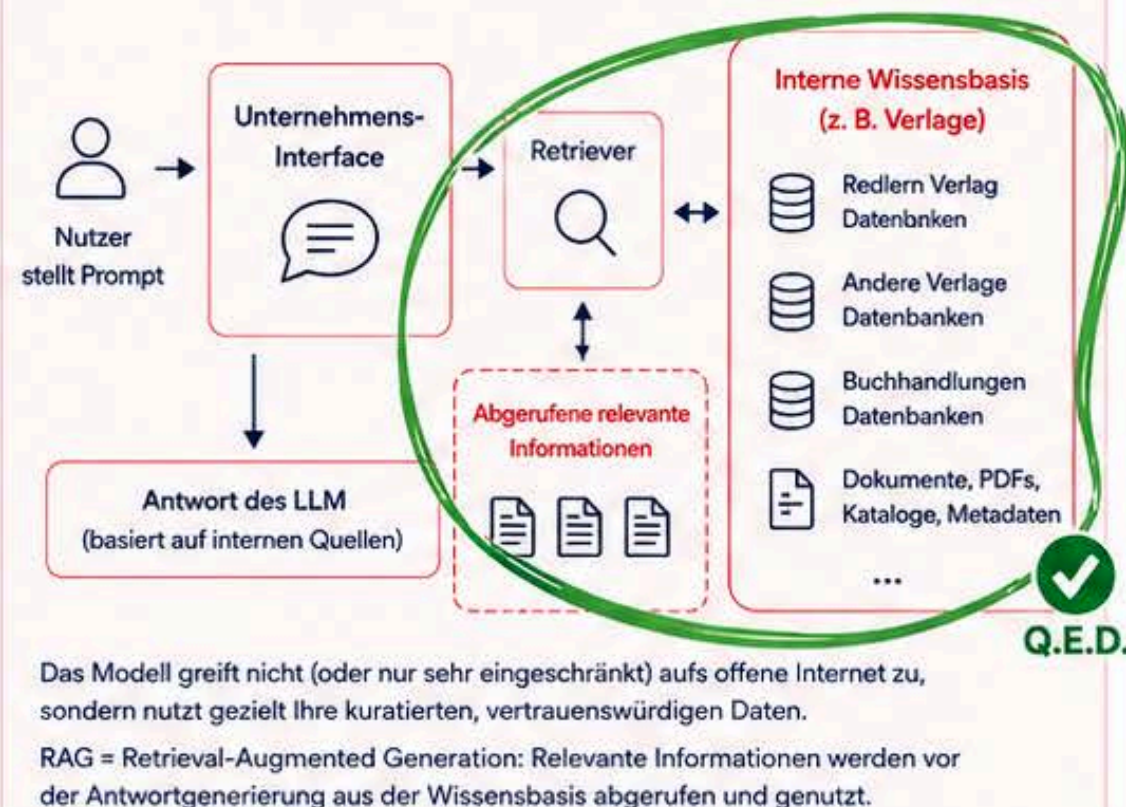 Nutzer
stellt Prompt
Unternehmens-
Interface
Retriever
Interne Wissensbasis
(z. B. Verlage)
Redlern Verlag
Datenbnken
Andere Verlage
Datenbanken
Buchhandlungen
Datenbanken
Dokumente, PDFs,
Kataloge, Metadaten
...
Abgerufene relevante
Informationen
Antwort des LLM
(basiert auf internen Quellen)
Q.E.D.
Das Modell greift nicht (oder nur sehr eingeschränkt) aufs offene Internet zu,
sondern nutzt gezielt Ihre kuratierten, vertrauenswürdigen Daten.
RAG = Retrieval-Augmented Generation: Relevante Informationen werden vor
der Antwortgenerierung aus der Wissensbasis abgerufen und genutzt.